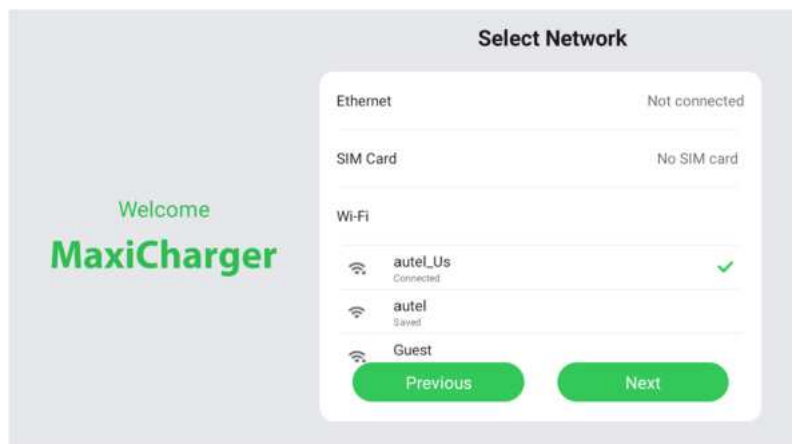 Select Network
Ethernet Not connected
SIM Card No SIM card
Welcome
MaxiCharger
Wi-Fi
autel_Us
Connected
autel
Saved
Guest
Previous Next